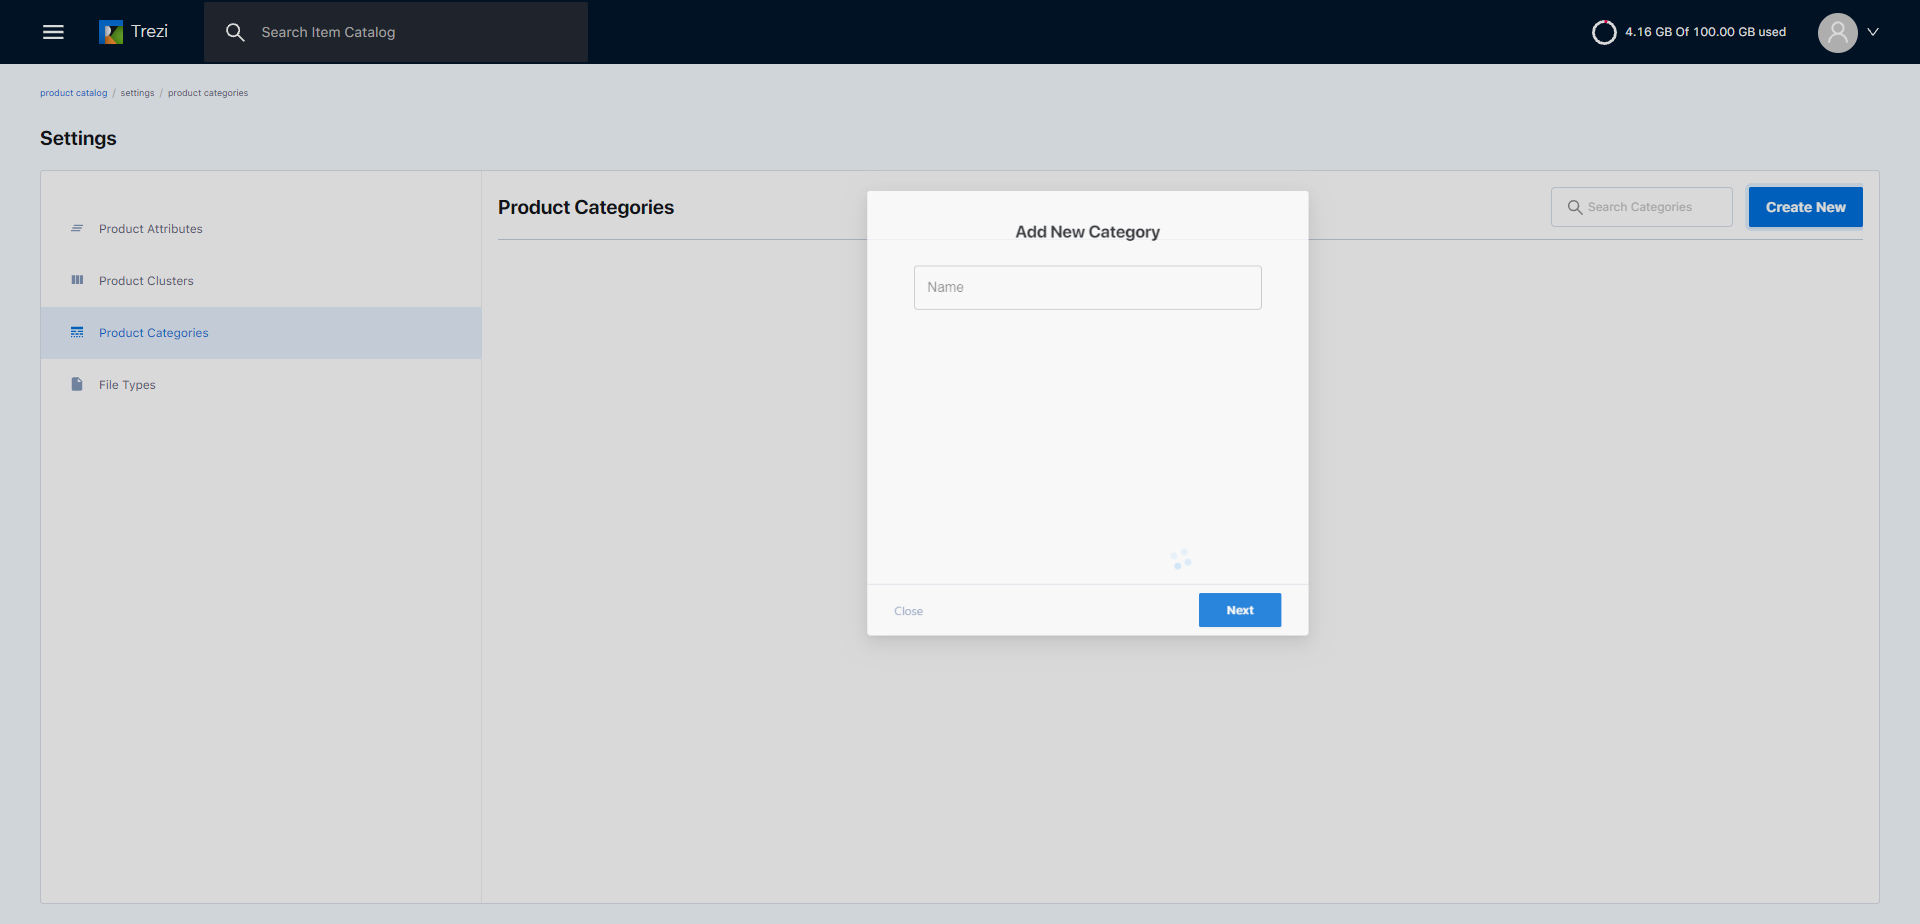 Trezi
Search Item Catalog
4.16 GB Of 100.00 GB used
product catalog / settings / product categories
Settings
Product Attributes
Product Clusters
Product Categories
File Types
Product Categories
Search Categories
Create New
Add New Category
Name
Close
Next